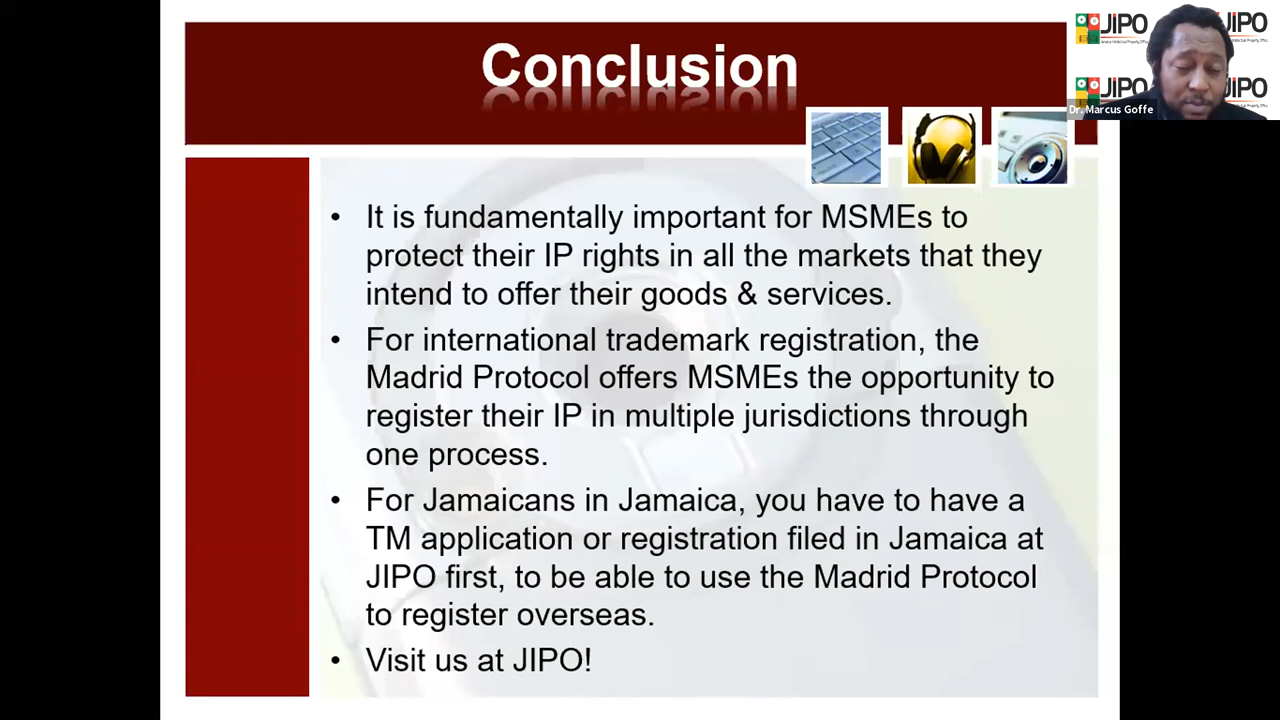 Conclusion
JIPO
JIPO
JIPO
JIPO
Dr. Marcus Goffe
• It is fundamentally important for MSMEs to
protect their IP rights in all the markets that they
intend to offer their goods & services.
• For international trademark registration, the
Madrid Protocol offers MSMEs the opportunity to
register their IP in multiple jurisdictions through
one process.
• For Jamaicans in Jamaica, you have to have a
TM application or registration filed in Jamaica at
JIPO first, to be able to use the Madrid Protocol
to register overseas.
• Visit us at JIPO!